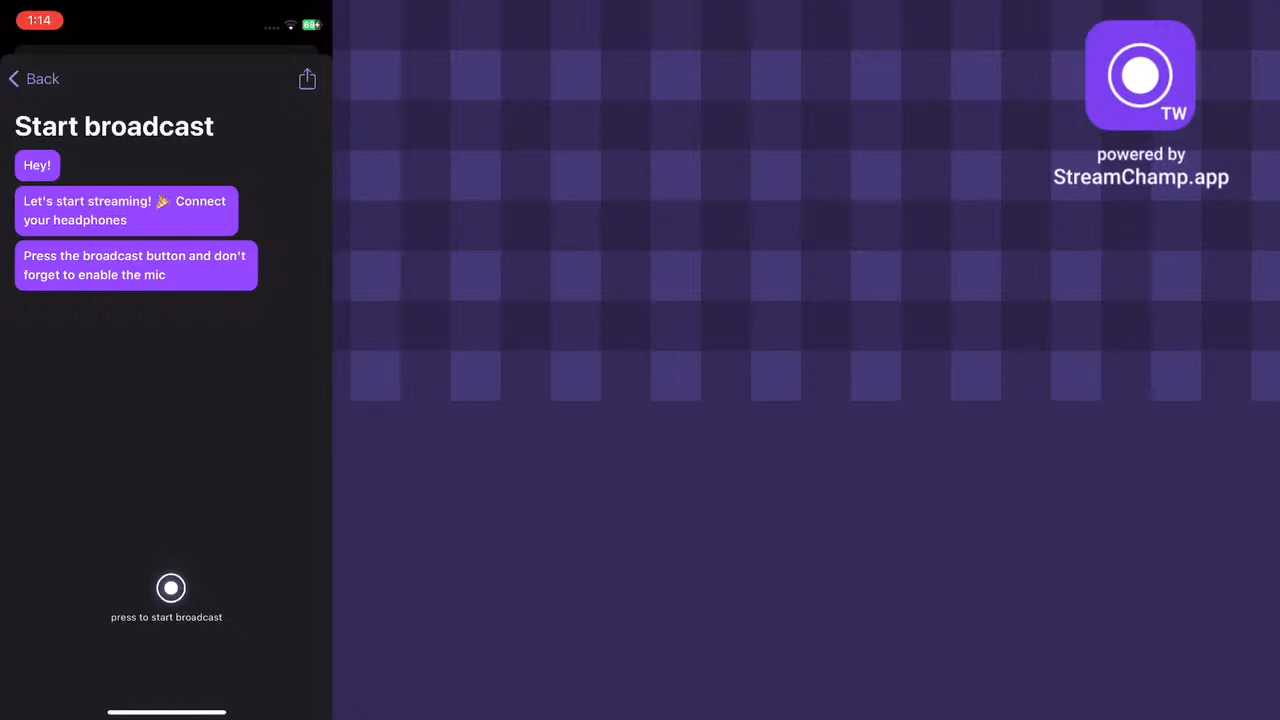 1:14
89
Back
Start broadcast
Hey!
Let's start streaming! 🎉 Connect
your headphones
Press the broadcast button and don't
forget to enable the mic
press to start broadcast
TW
powered by
StreamChamp.app